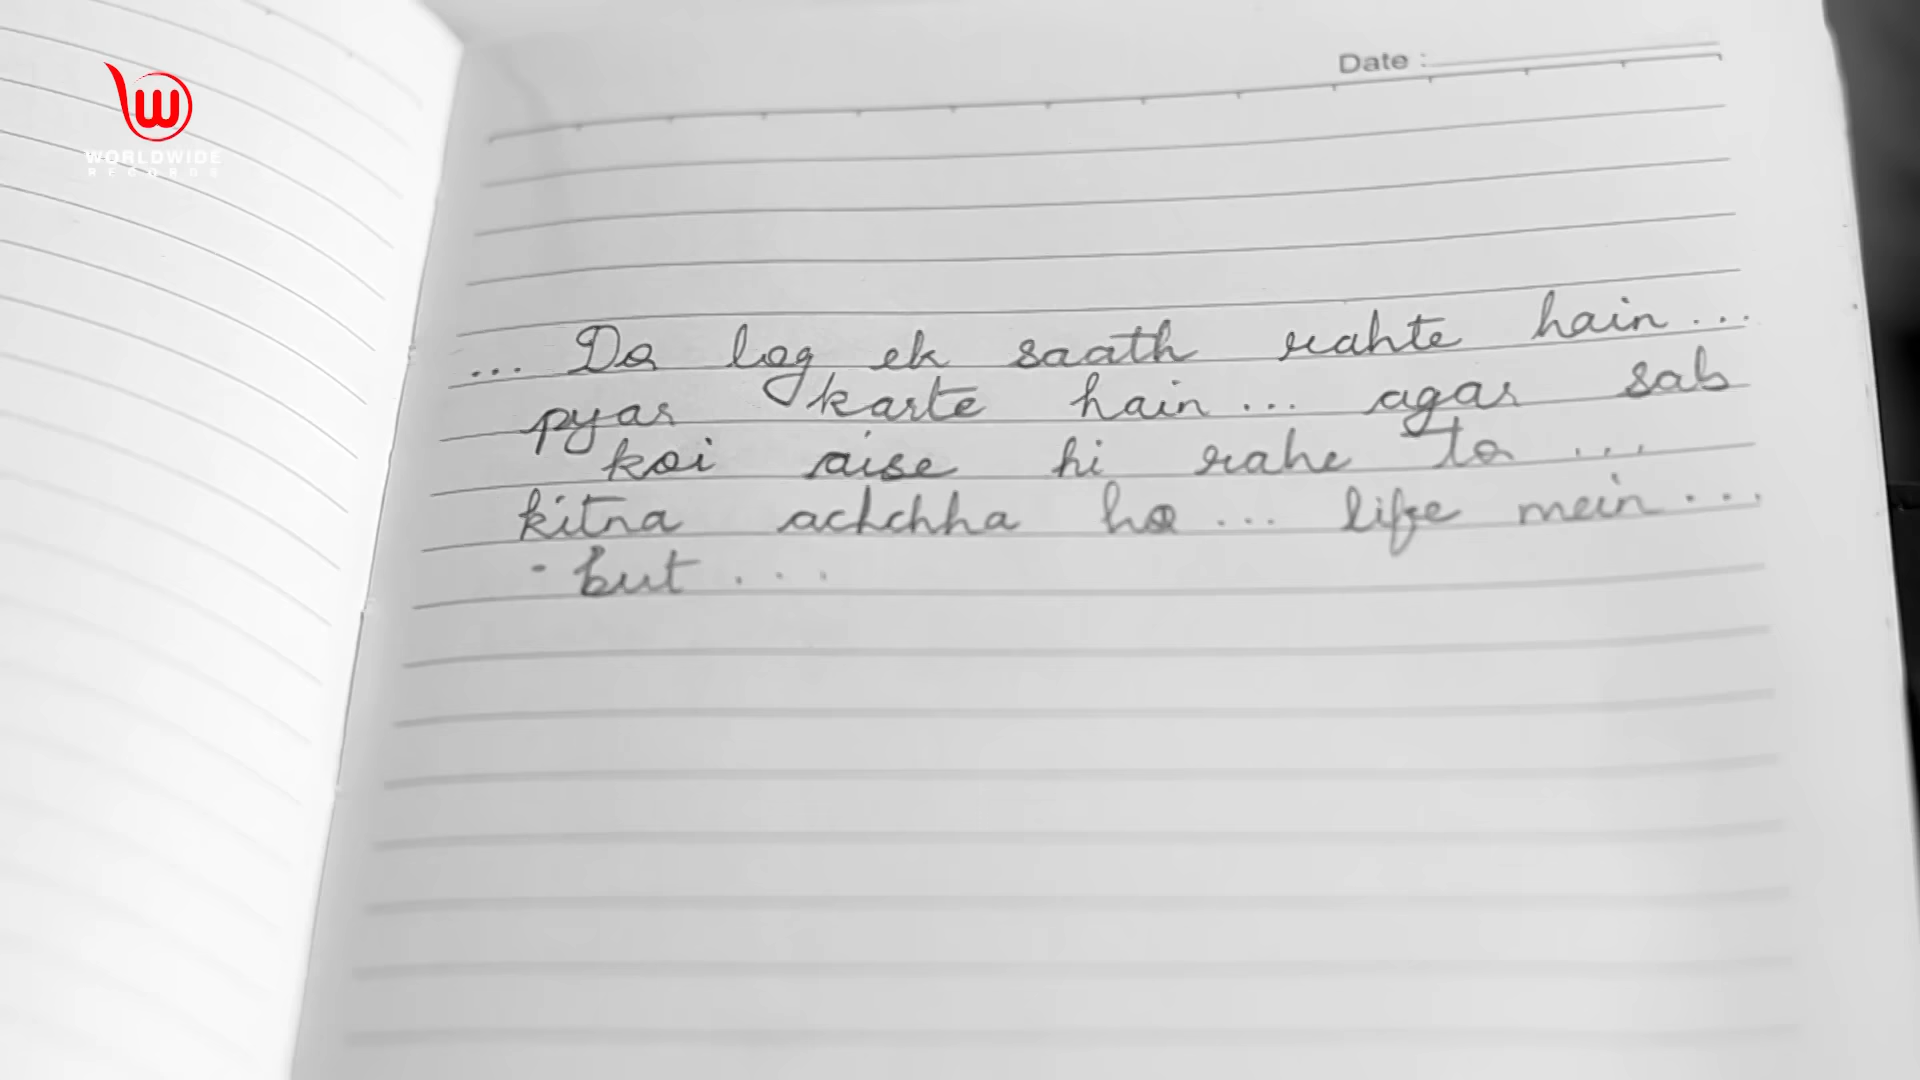 WORLDWIDE
RECORDS
Date :
... Do log ek saath rahte hain...
pyar karte hain... agar sab
koi aise hi rahe to ...
kitna achchha ho ... life mein...
- but ...